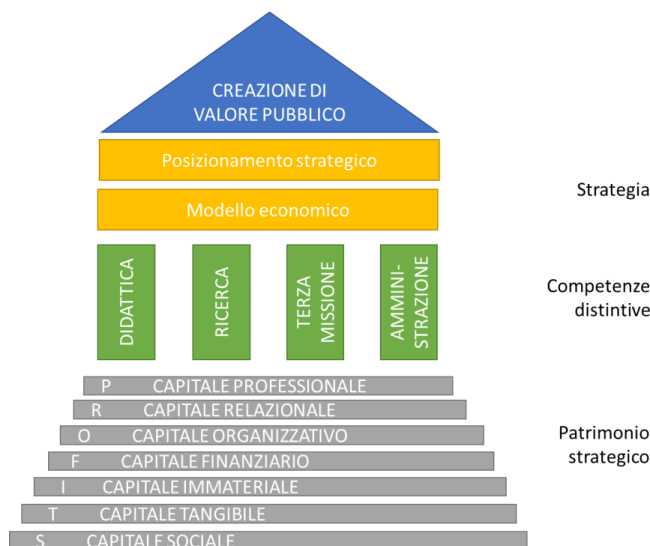 CREAZIONE DI
VALORE PUBBLICO
Posizionamento strategico
Strategia
Modello economico
DIDATTICA
RICERCA
TERZA
MISSIONE
AMMINI-
STRAZIONE
Competenze
distintive
P CAPITALE PROFESSIONALE
R CAPITALE RELAZIONALE
O CAPITALE ORGANIZZATIVO
F CAPITALE FINANZIARIO
I CAPITALE IMMATERIALE
T CAPITALE TANGIBILE
S CAPITALE SOCIALE
Patrimonio
strategico